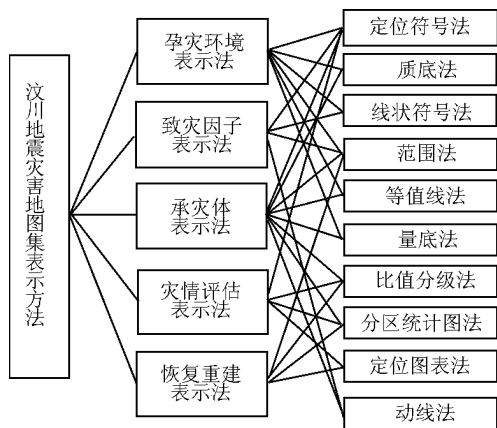 汶川地震灾害地图集表示方法
孕灾环境
表示法
致灾因子
表示法
承灾体
表示法
灾情评估
表示法
恢复重建
表示法
定位符号法
质底法
线状符号法
范围法
等值线法
量底法
比值分级法
分区统计图法
定位图表法
动线法